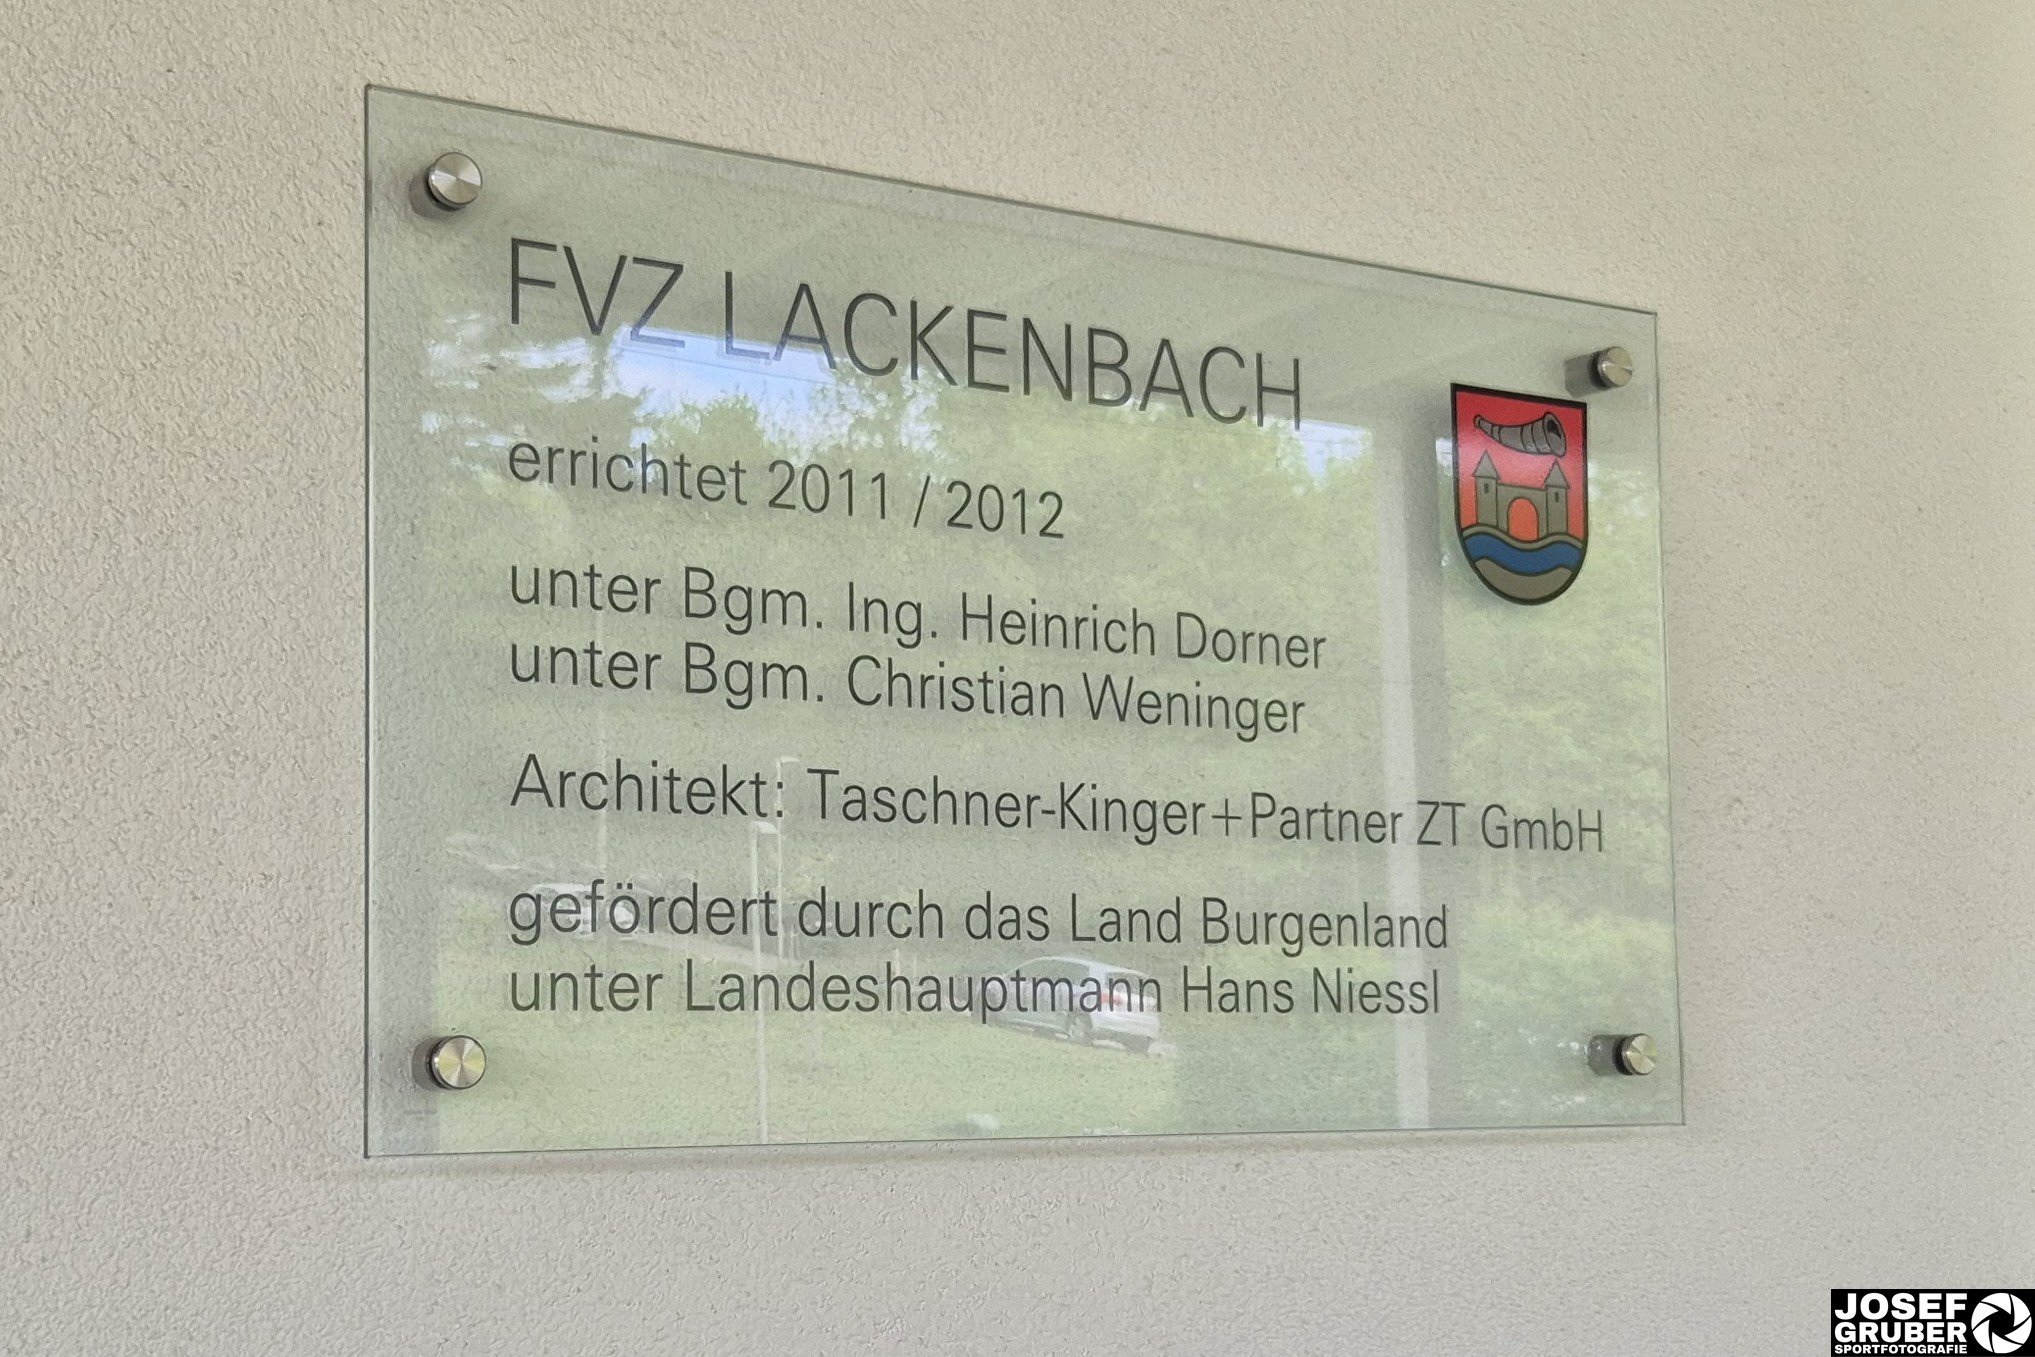 FVZ LACKENBACH
errichtet 2011 / 2012
unter Bgm. Ing. Heinrich Dorner
unter Bgm. Christian Weninger
Architekt: Taschner-Kinger+Partner ZT GmbH
gefördert durch das Land Burgenland
unter Landeshauptmann Hans Niessl
JOSEF
GRUBER
SPORTFOTOGRAFIE